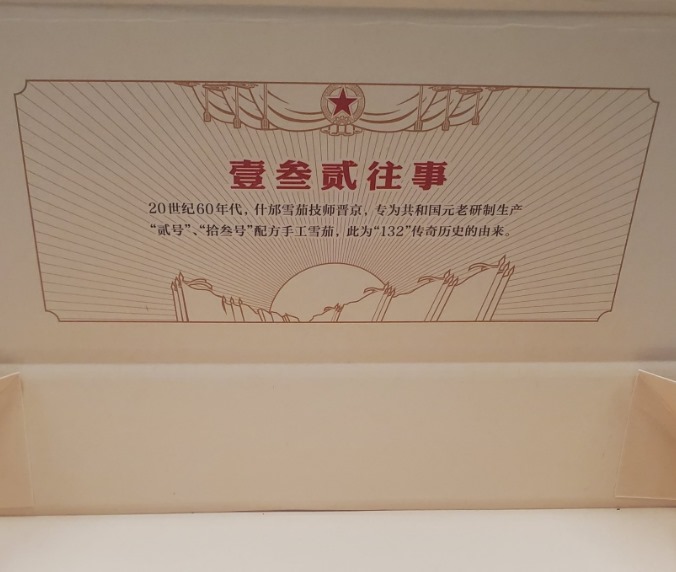 壹叁贰往事
20世纪60年代，什邡雪茄技师晋京，专为共和国元老研制生产
“贰号”、“拾叁号”配方手工雪茄，此为“132”传奇历史的由来。